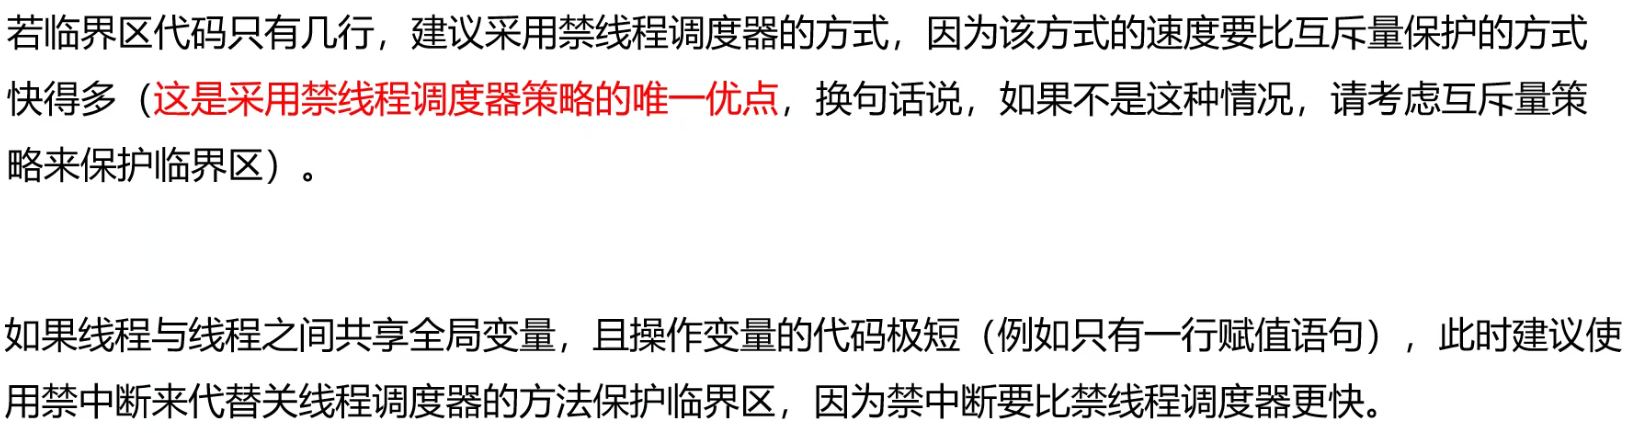 若临界区代码只有几行，建议采用禁线程调度器的方式，因为该方式的速度要比互斥量保护的方式
快得多（这是采用禁线程调度器策略的唯一优点，换句话说，如果不是这种情况，请考虑互斥量策
略来保护临界区）。
如果线程与线程之间共享全局变量，且操作变量的代码极短（例如只有一行赋值语句），此时建议使
用禁中断来代替关线程调度器的方法保护临界区，因为禁中断要比禁线程调度器更快。